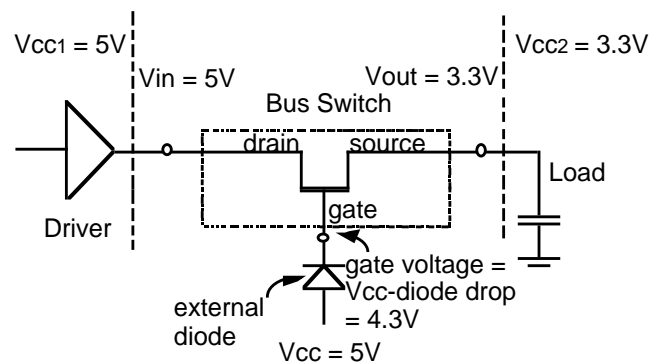 Vcc1 = 5V
Vcc2 = 3.3V
Vin = 5V
Vout = 3.3V
Bus Switch
drain
source
Load
Driver
gate
gate voltage =
Vcc-diode drop
= 4.3V
external
diode
Vcc = 5V